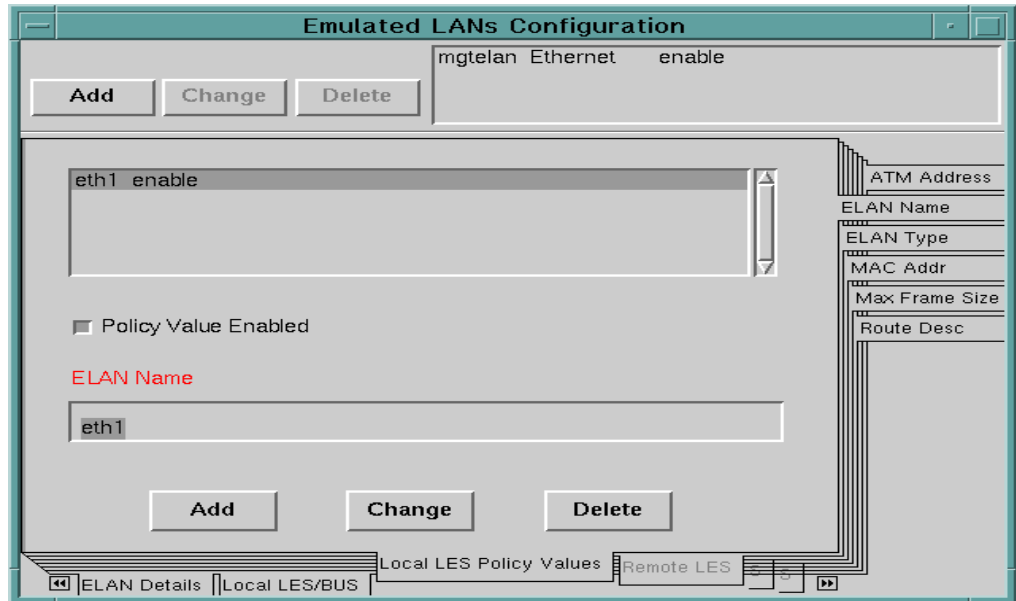 Emulated LANs Configuration
mgtelan Ethernet enable
Add Change Delete
eth1 enable
ATM Address
ELAN Name
ELAN Type
MAC Addr
Max Frame Size
Route Desc
Policy Value Enabled
ELAN Name
eth1
Add Change Delete
Local LES Policy Values Remote LES S S
ELAN Details Local LES/BUS